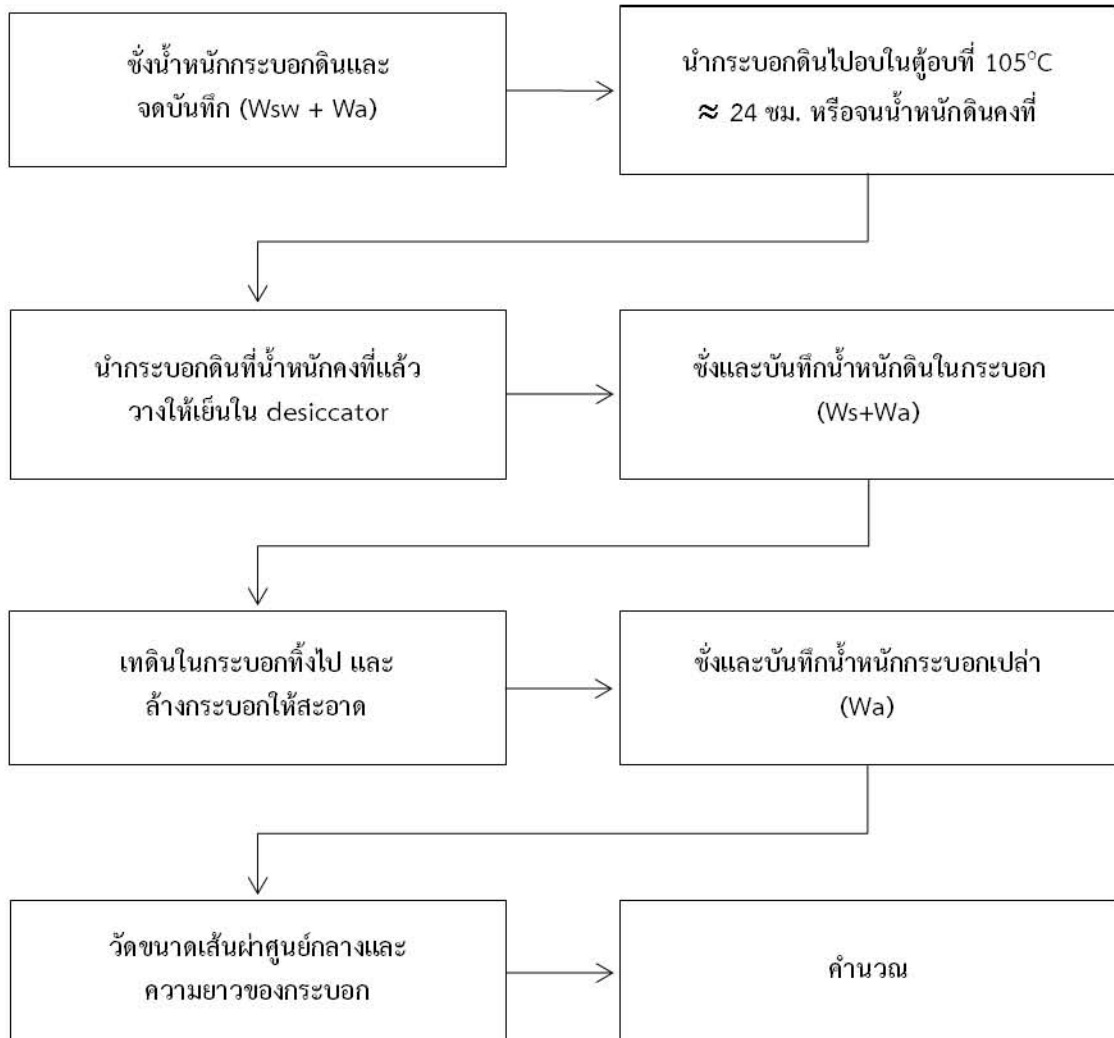 ชั่งน้ำหนักกระบอกดินและ
จดบันทึก (Wsw + Wa)
นำกระบอกดินไปอบในตู้อบที่ 105°C
≈ 24 ชม. หรือจนน้ำหนักดินคงที่
นำกระบอกดินที่น้ำหนักคงที่แล้ว
วางให้เย็นใน desiccator
ชั่งและบันทึกน้ำหนักดินในกระบอก
(Ws+Wa)
เทดินในกระบอกทิ้งไป และ
ล้างกระบอกให้สะอาด
ชั่งและบันทึกน้ำหนักกระบอกเปล่า
(Wa)
วัดขนาดเส้นผ่าศูนย์กลางและ
ความยาวของกระบอก
คำนวณ